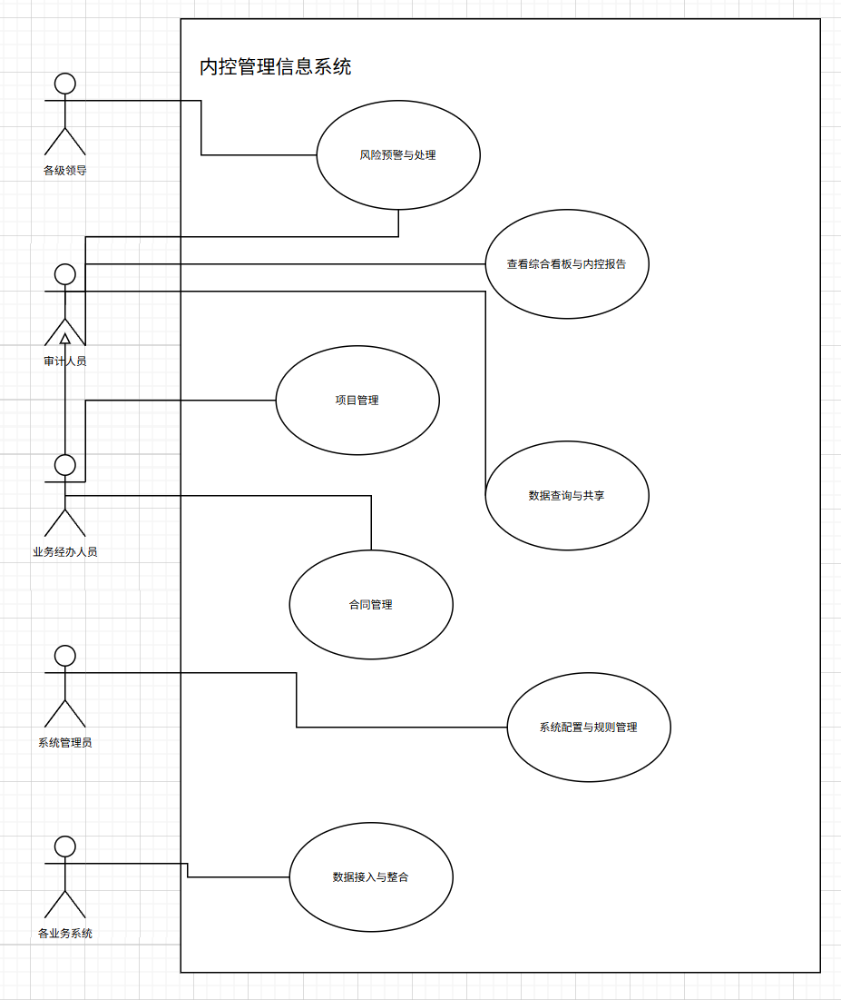 内控管理信息系统
风险预警与处理
各级领导
查看综合看板与内控报告
审计人员
项目管理
数据查询与共享
业务经办人员
合同管理
系统配置与规则管理
系统管理员
数据接入与整合
各业务系统